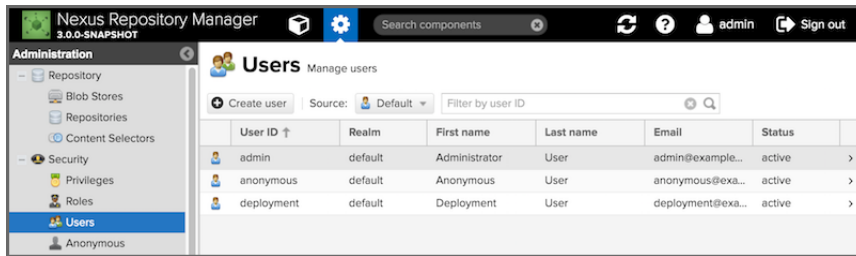 Nexus Repository Manager
3.0.0-SNAPSHOT
Search components
admin
Sign out
Administration
Repository
Blob Stores
Repositories
Content Selectors
Security
Privileges
Roles
Users
Anonymous
Users Manage users
Create user Source: Default Filter by user ID
User ID Realm First name Last name Email Status
admin default Administrator User admin@example... active
anonymous default Anonymous User anonymous@exa... active
deployment default Deployment User deployment@exa... active